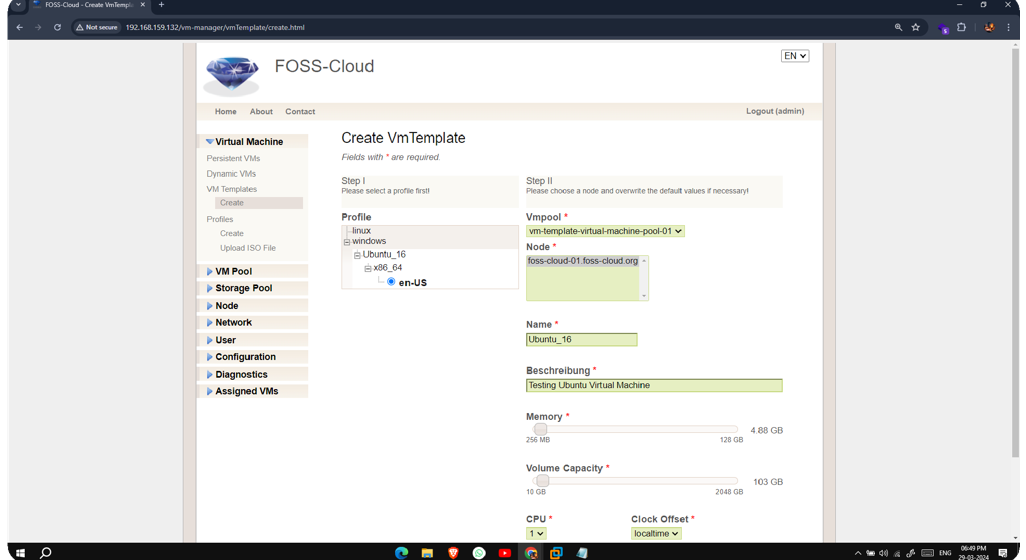 FOSS-Cloud - Create VmTempla
Not secure
192.168.159.132/vm-manager/vmTemplate/create.html
FOSS-Cloud
EN
Home About Contact
Logout (admin)
Virtual Machine
Persistent VMs
Dynamic VMs
VM Templates
Create
Profiles
Create
Upload ISO File
VM Pool
Storage Pool
Node
Network
User
Configuration
Diagnostics
Assigned VMs
Create VmTemplate
Fields with * are required.
Step I
Please select a profile first!
Profile
linux
windows
Ubuntu_16
x86_64
en-US
Step II
Please choose a node and overwrite the default values if necessary!
Vmpool *
vm-template-virtual-machine-pool-01
Node *
foss-cloud-01.foss-cloud.org
Name *
Ubuntu_16
Beschreibung *
Testing Ubuntu Virtual Machine
Memory *
4.88 GB
256 MB 128 GB
Volume Capacity *
103 GB
10 GB 2048 GB
CPU * Clock Offset *
1 localtime
ENG
06:49 PM
29-03-2024